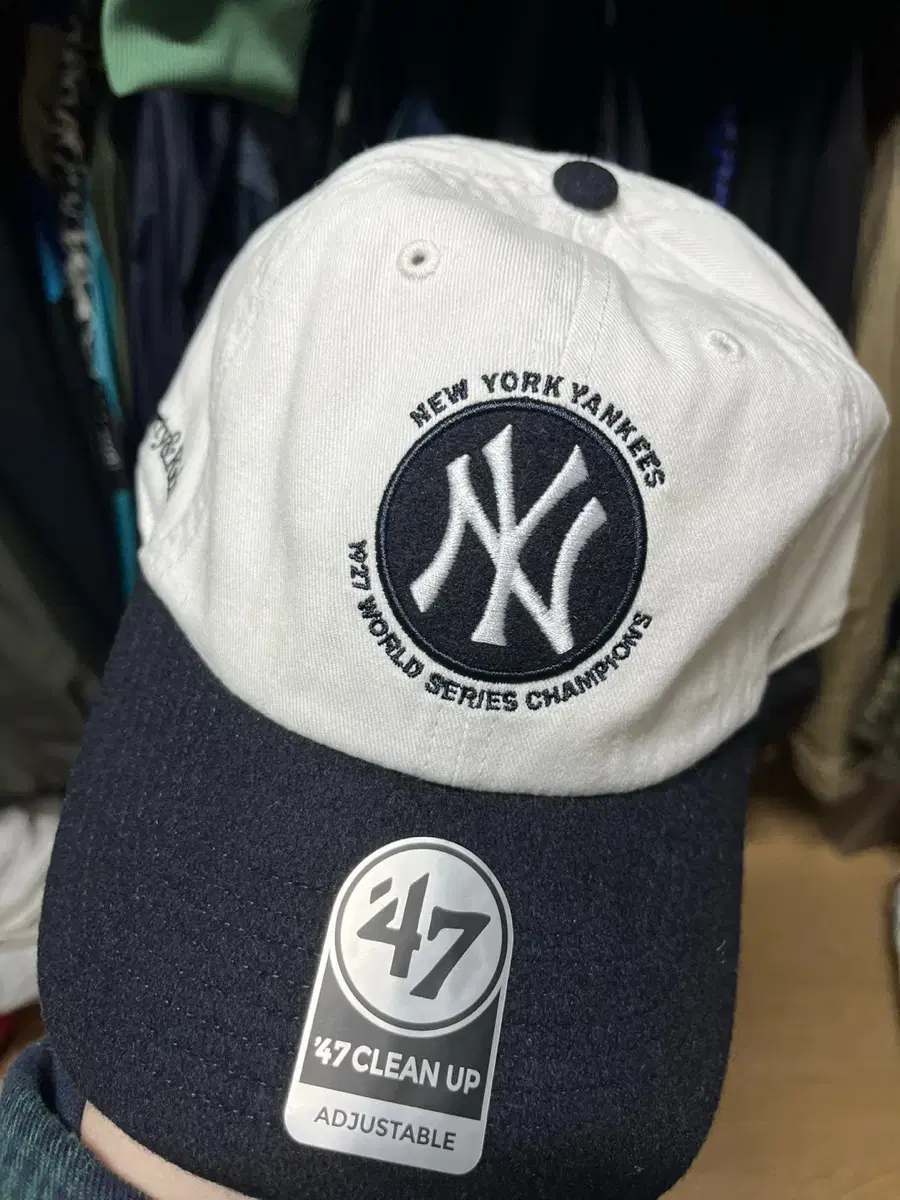 NEW YORK YANKEES
NY
1927 WORLD SERIES CHAMPIONS
'47
'47 CLEAN UP
ADJUSTABLE